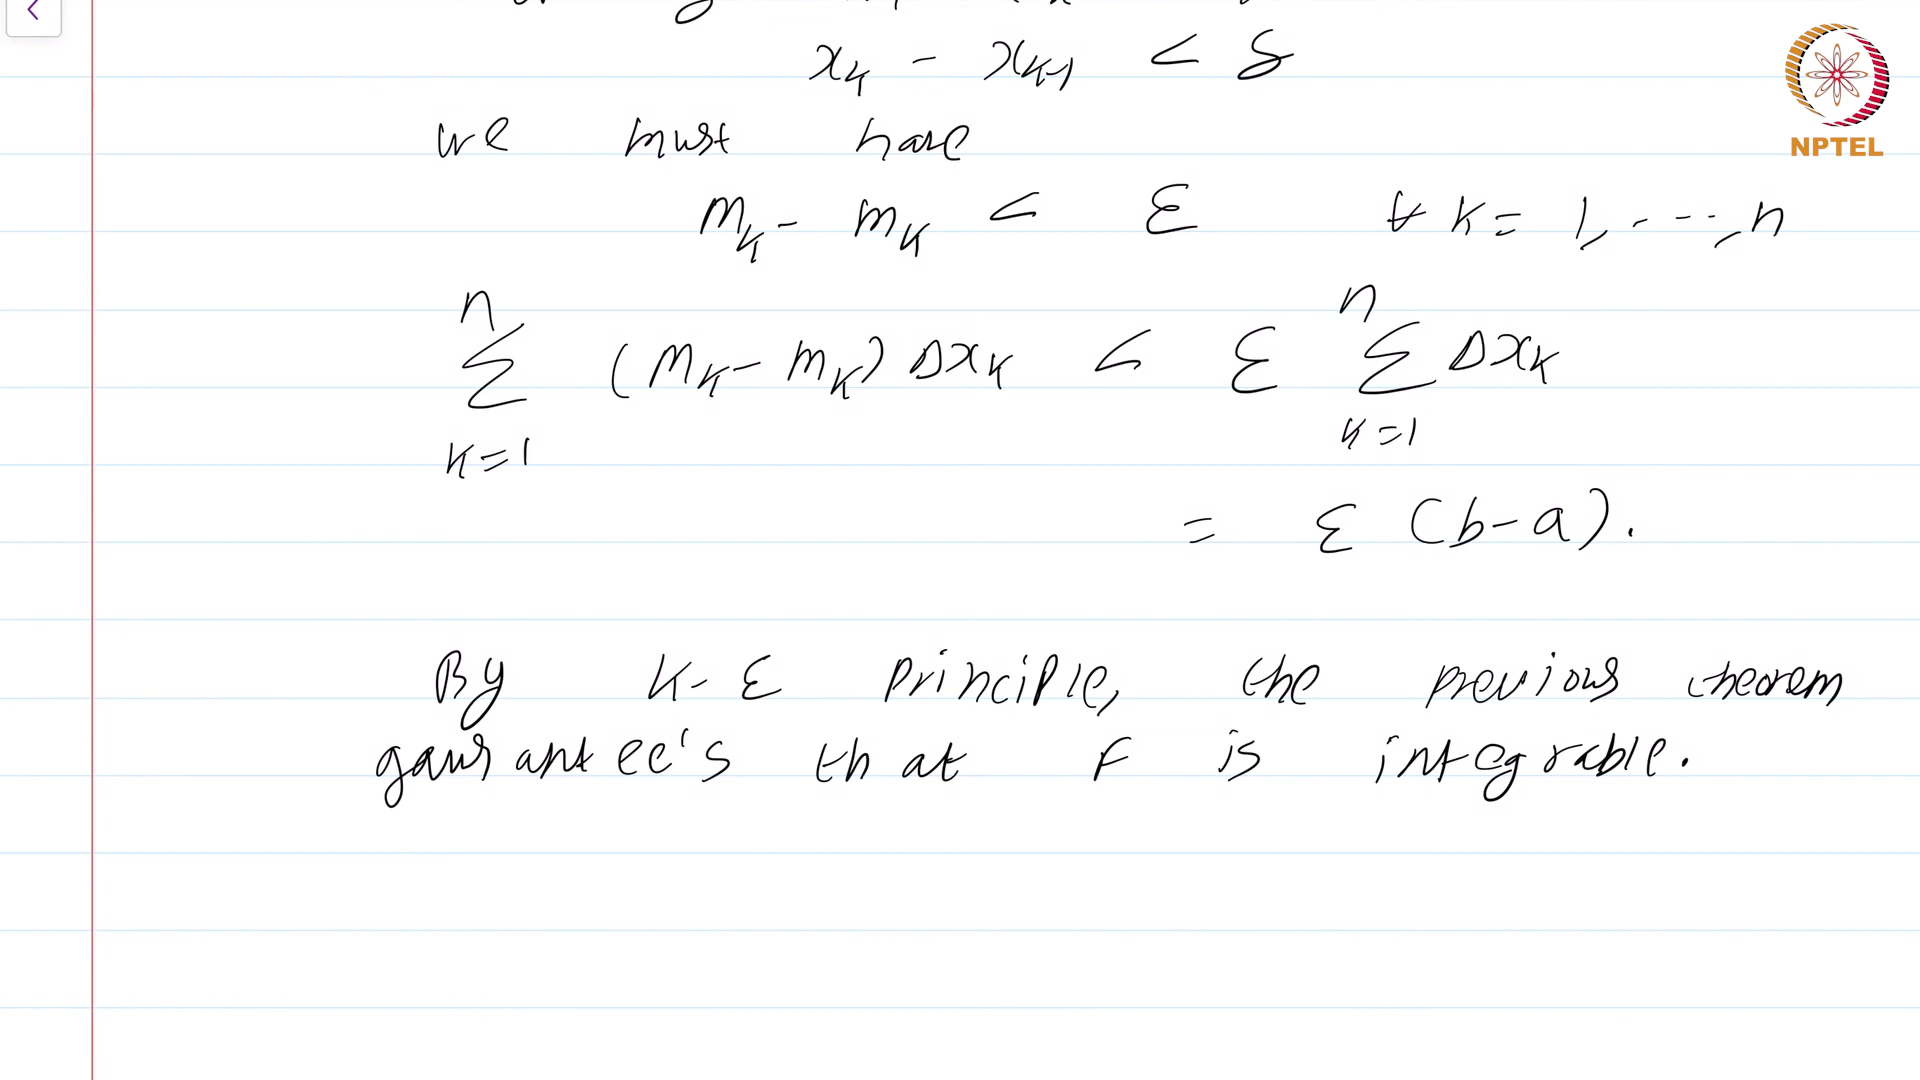 x_k - x_{k-1} < δ
NPTEL
we must have
M_k - m_k < ε ∀ k = 1, ..., n
n n
∑ (M_k - m_k) Δx_k < ε ∑ Δx_k
k=1 k=1
= ε (b-a).
By K-ε principle, the previous theorem
gaurantee's that F is integrable.